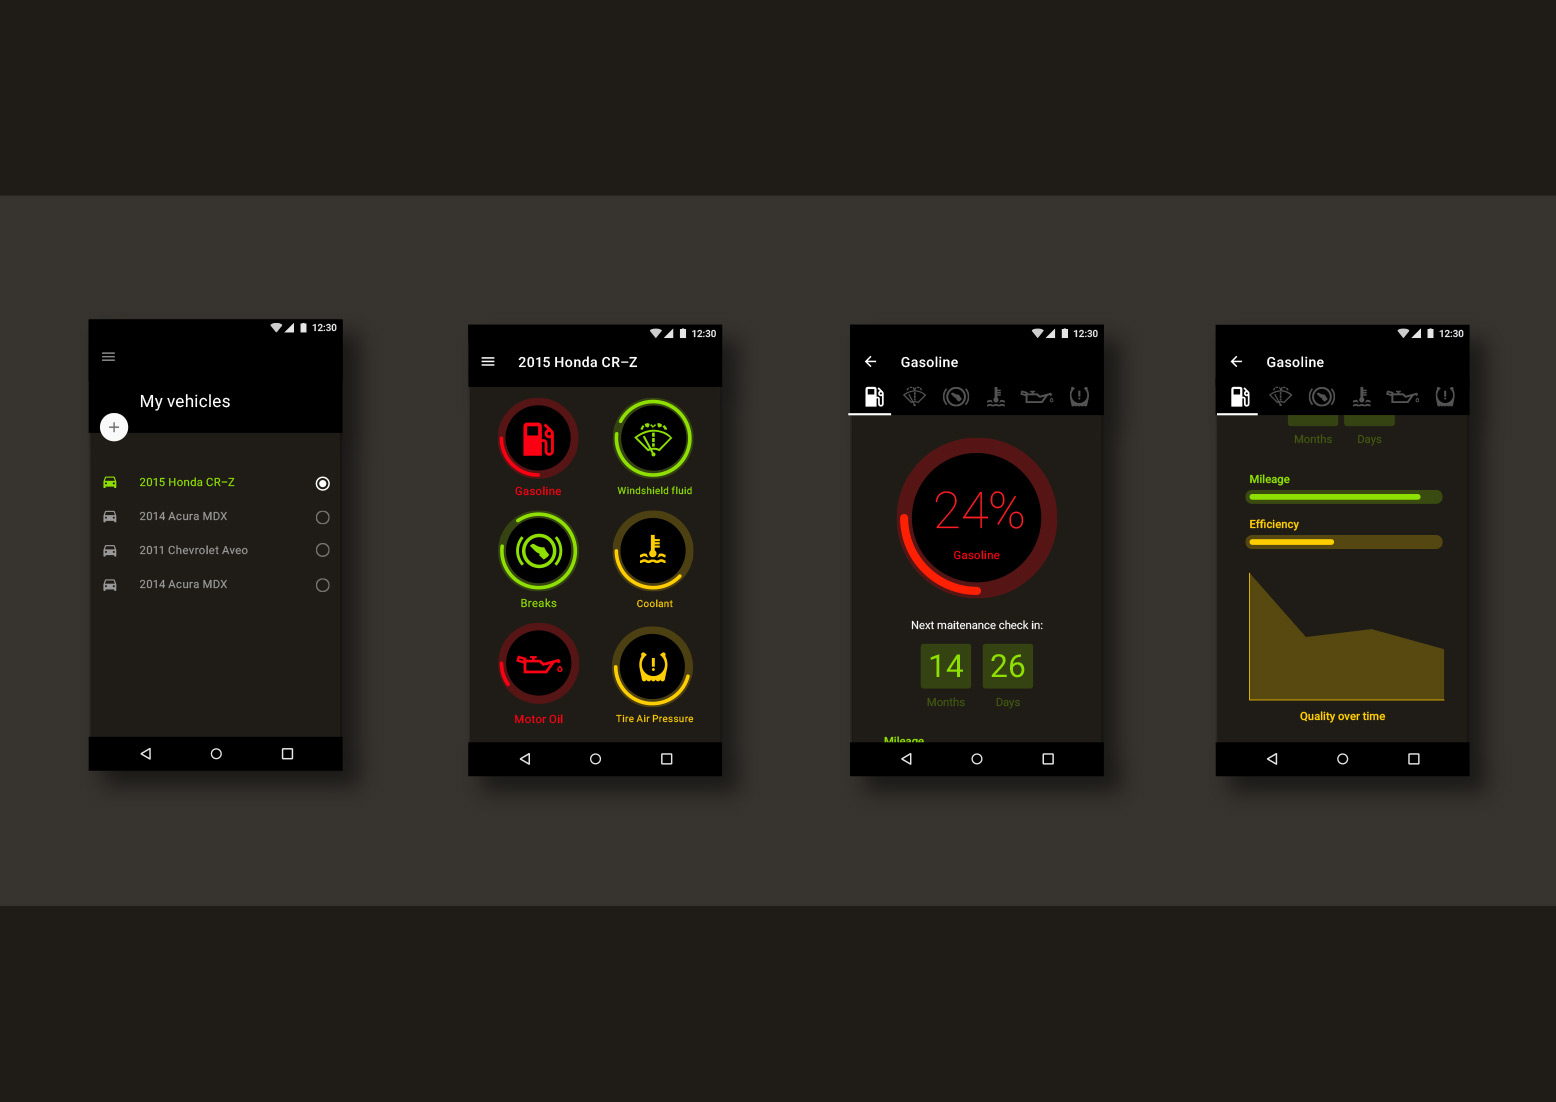 12:30
My vehicles
2015 Honda CR–Z
2014 Acura MDX
2011 Chevrolet Aveo
2014 Acura MDX
12:30
2015 Honda CR–Z
Gasoline
Windshield fluid
Breaks
Coolant
Motor Oil
Tire Air Pressure
12:30
Gasoline
24%
Gasoline
Next maitenance check in:
14 26
Months Days
Mileage
12:30
Gasoline
Months Days
Mileage
Efficiency
Quality over time